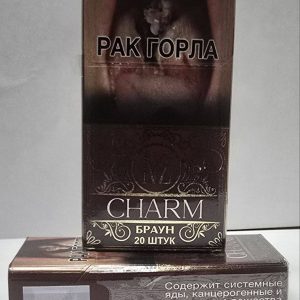 РАК ГОРЛА
CHARM
БРАУН
20 ШТУК
Содержит системные
яды, канцерогенные и